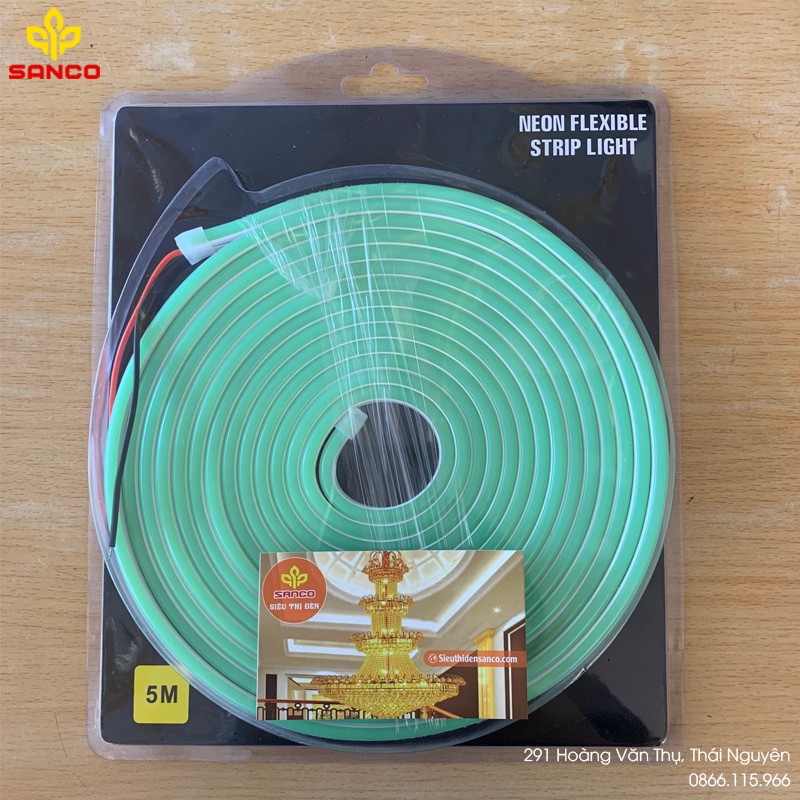 SANCO
NEON FLEXIBLE
STRIP LIGHT
SANCO
SIÊU THỊ ĐÈN
Sieuthidensanco.com
5M
291 Hoàng Văn Thụ, Thái Nguyên
0866.115.966